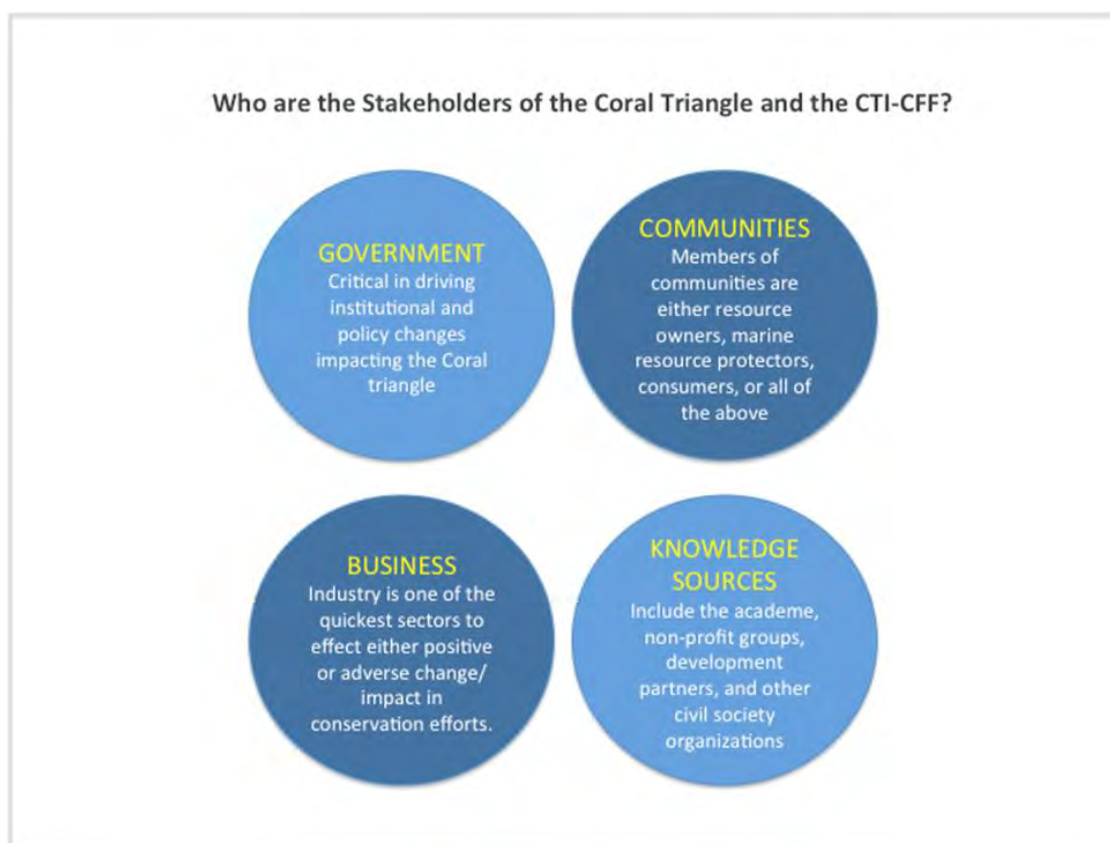 Who are the Stakeholders of the Coral Triangle and the CTI-CFF?
GOVERNMENT
Critical in driving
institutional and
policy changes
impacting the Coral
triangle
COMMUNITIES
Members of
communities are
either resource
owners, marine
resource protectors,
consumers, or all of
the above
BUSINESS
Industry is one of the
quickest sectors to
effect either positive
or adverse change/
impact in
conservation efforts.
KNOWLEDGE
SOURCES
Include the academe,
non-profit groups,
development
partners, and other
civil society
organizations